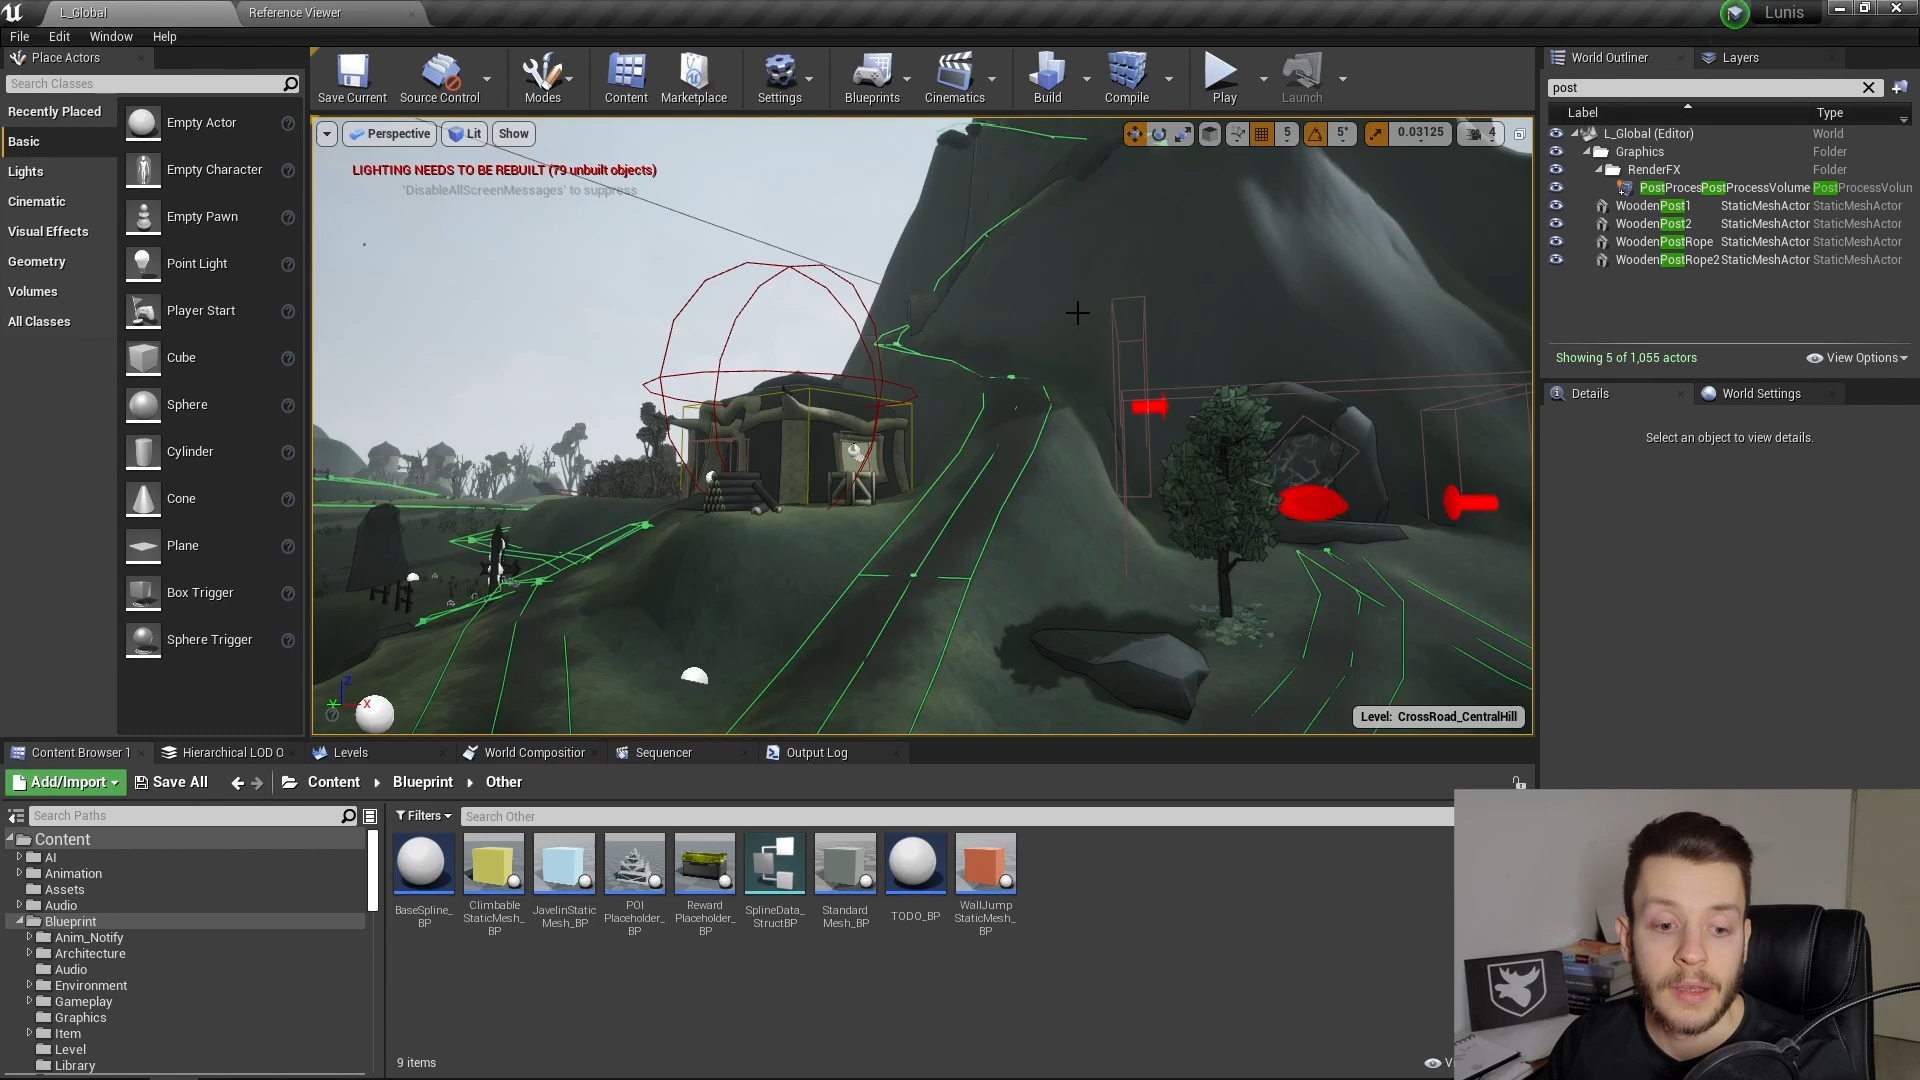 L_Global
Reference Viewer
Lunis
File
Edit
Window
Help
Place Actors
Search Classes
Recently Placed
Basic
Lights
Cinematic
Visual Effects
Geometry
Volumes
All Classes
Empty Actor
Empty Character
Empty Pawn
Point Light
Player Start
Cube
Sphere
Cylinder
Cone
Plane
Box Trigger
Sphere Trigger
Save Current
Source Control
Modes
Content
Marketplace
Settings
Blueprints
Cinematics
Build
Compile
Play
Launch
Perspective
Lit
Show
5
5°
0.03125
4
LIGHTING NEEDS TO BE REBUILT (79 unbuilt objects)
'DisableAllScreenMessages' to suppress
Z
Y
X
Level: CrossRoad_CentralHill
World Outliner
Layers
post
Label
Type
L_Global (Editor)
World
Graphics
Folder
RenderFX
Folder
PostProcesPostProcessVolume PostProcessVolun
WoodenPost1 StaticMeshActor StaticMeshActor
WoodenPost2 StaticMeshActor StaticMeshActor
WoodenPostRope StaticMeshActor StaticMeshActor
WoodenPostRope2 StaticMeshActor StaticMeshActor
Showing 5 of 1,055 actors
View Options
Details
World Settings
Select an object to view details.
Content Browser 1
Hierarchical LOD O
Levels
World Compositior
Sequencer
Output Log
Add/Import
Save All
Content
Blueprint
Other
Search Paths
Filters
Search Other
Content
AI
Animation
Assets
Audio
Blueprint
Anim_Notify
Architecture
Audio
Environment
Gameplay
Graphics
Item
Level
Library
BaseSpline_
BP
Climbable
StaticMesh_
BP
JavelinStatic
Mesh_BP
POI
Placeholder_
BP
Reward
Placeholder_
BP
SplineData_
StructBP
Standard
Mesh_BP
TODO_BP
WallJump
StaticMesh_
BP
9 items
V